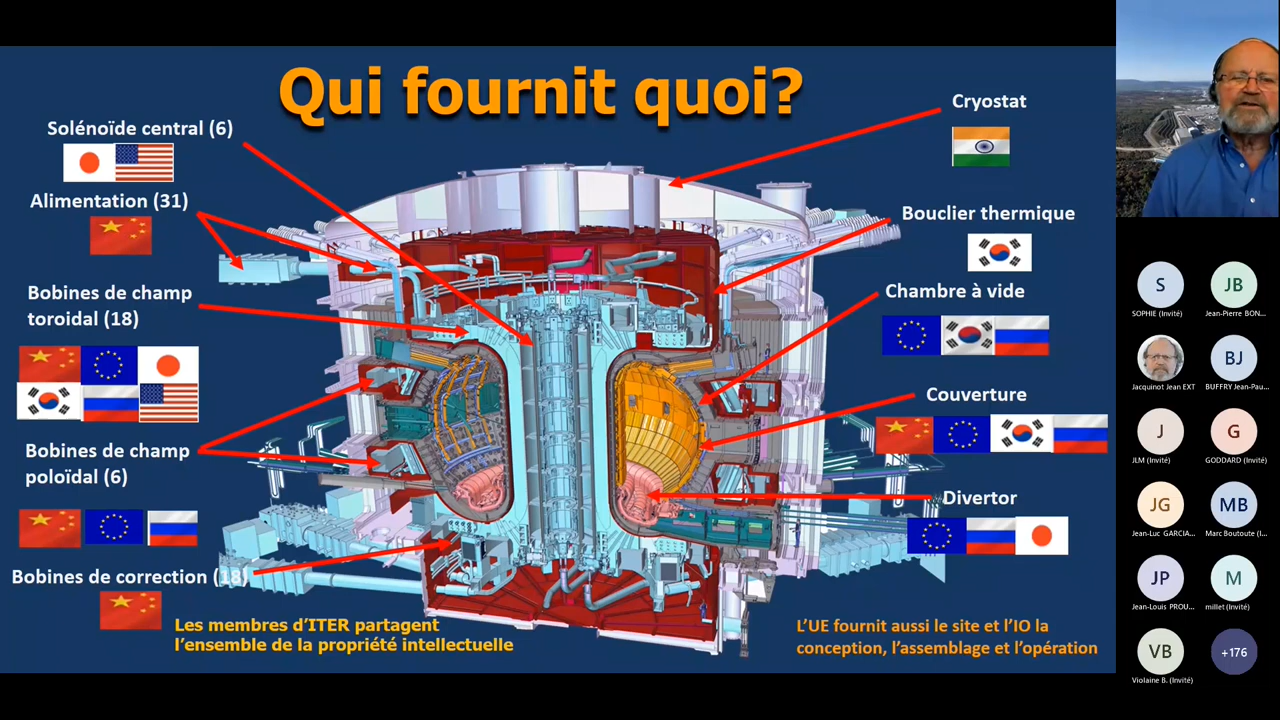 Qui fournit quoi?
Solénoïde central (6)
Alimentation (31)
Bobines de champ
toroidal (18)
Bobines de champ
poloïdal (6)
Bobines de correction (18)
Les membres d'ITER partagent
l'ensemble de la propriété intellectuelle
Cryostat
Bouclier thermique
Chambre à vide
Couverture
Divertor
L'UE fournit aussi le site et l'IO la
conception, l'assemblage et l'opération
S
SOPHIE (Invité)
JB
Jean-Pierre BON...
Jacquinot Jean EXT
BJ
BUFFRY Jean-Pau...
J
JLM (Invité)
G
GODDARD (Invité)
JG
Jean-Luc GARCIA...
MB
Marc Boutoute (I...
JP
Jean-Louis PROU...
M
millet (Invité)
VB
Violaine B. (Invité)
+176